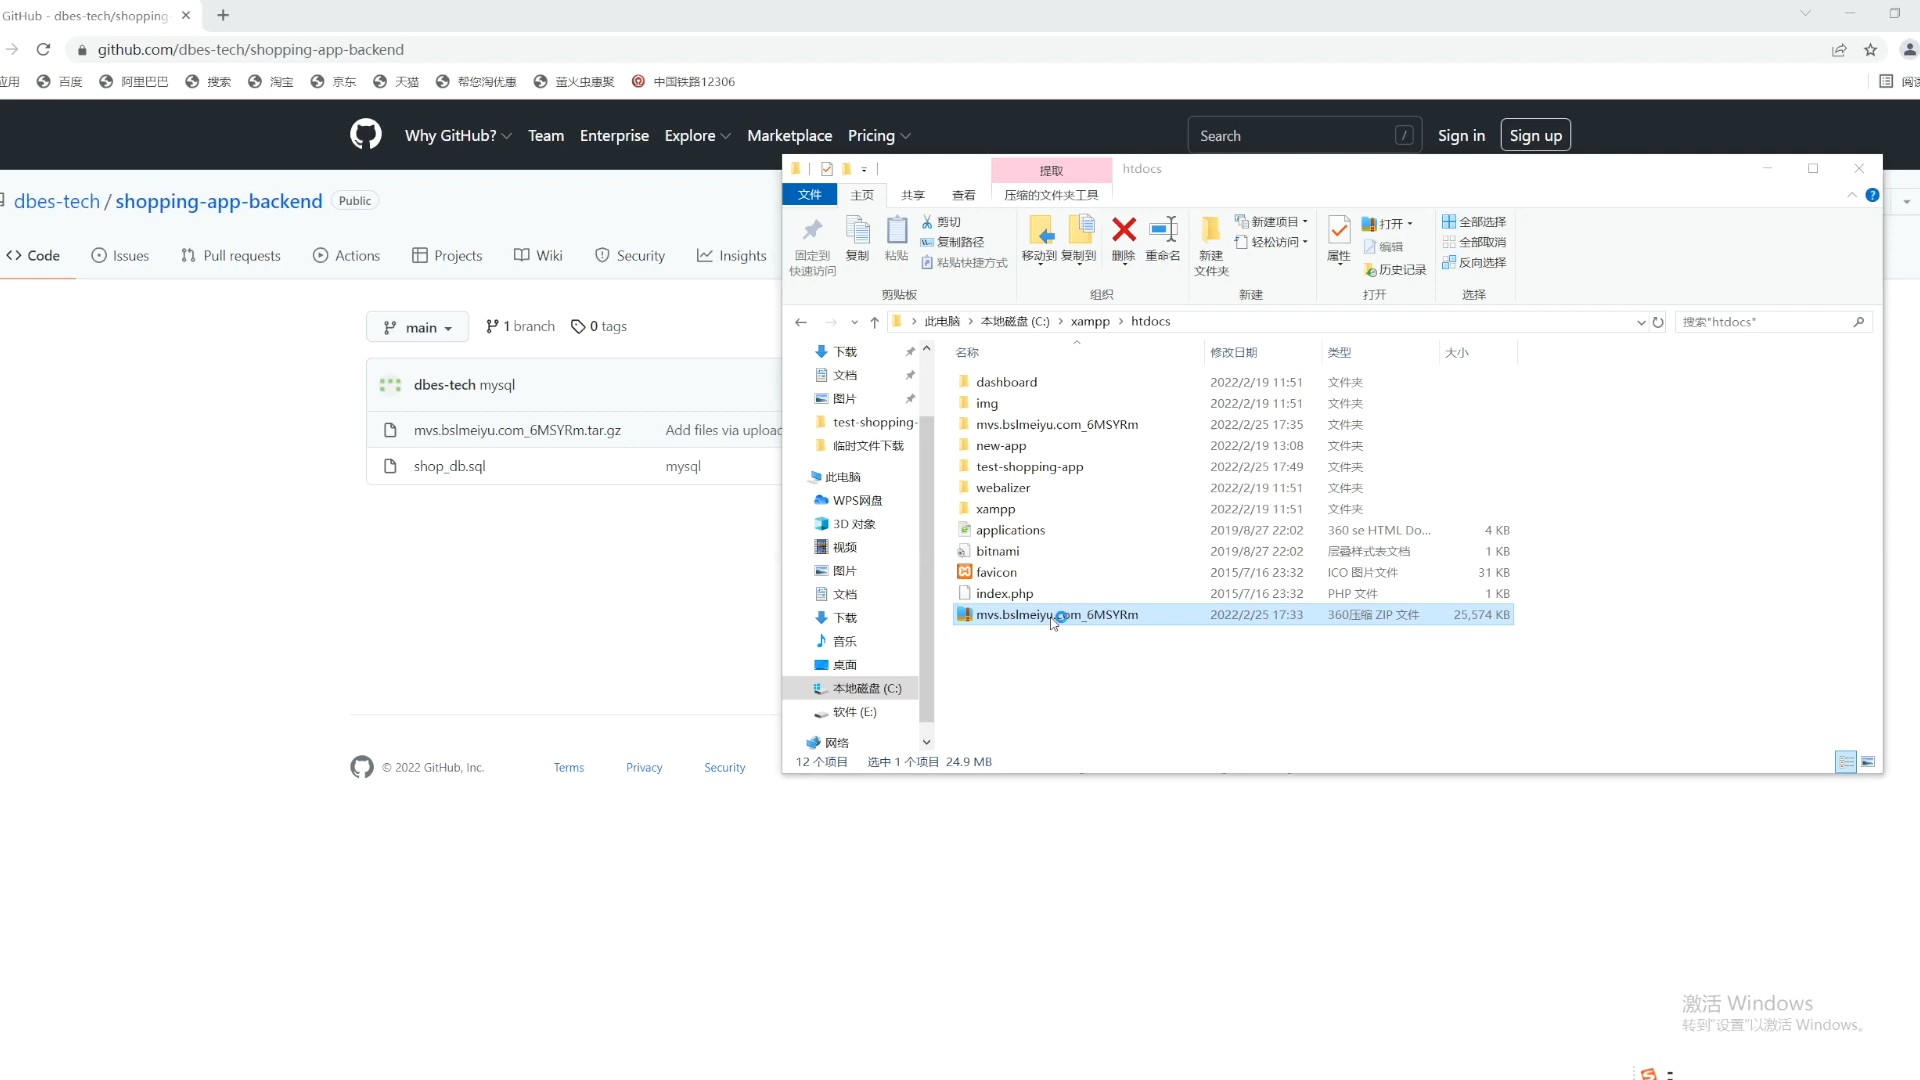 GitHub - dbes-tech/shopping-
github.com/dbes-tech/shopping-app-backend
应用 百度 阿里巴巴 搜索 淘宝 京东 天猫 帮您淘优惠 萤火虫惠聚 中国铁路12306
Why GitHub? Team Enterprise Explore Marketplace Pricing Search / Sign in Sign up
dbes-tech / shopping-app-backend Public
Code Issues Pull requests Actions Projects Wiki Security Insights
main 1 branch 0 tags
dbes-tech mysql
mvs.bslmeiyu.com_6MSYRm.tar.gz Add files via upload
shop_db.sql mysql
© 2022 GitHub, Inc. Terms Privacy Security
提取 htdocs
文件 主页 共享 查看 压缩的文件夹工具
固定到
快速访问
复制
粘贴
剪切
复制路径
粘贴快捷方式
剪贴板
移动到 复制到 删除 重命名
组织
新建
文件夹
新建项目
轻松访问
新建
属性
打开
编辑
历史记录
打开
全部选择
全部取消
反向选择
选择
此电脑 本地磁盘 (C:) xampp htdocs
搜索"htdocs"
下载
文档
图片
test-shopping-
临时文件下载
此电脑
WPS网盘
3D 对象
视频
图片
文档
下载
音乐
桌面
本地磁盘 (C:)
软件 (E:)
网络
名称 修改日期 类型 大小
dashboard 2022/2/19 11:51 文件夹
img 2022/2/19 11:51 文件夹
mvs.bslmeiyu.com_6MSYRm 2022/2/25 17:35 文件夹
new-app 2022/2/19 13:08 文件夹
test-shopping-app 2022/2/25 17:49 文件夹
webalizer 2022/2/19 11:51 文件夹
xampp 2022/2/19 11:51 文件夹
applications 2019/8/27 22:02 360 se HTML Do... 4 KB
bitnami 2019/8/27 22:02 层叠样式表文档 1 KB
favicon 2015/7/16 23:32 ICO 图片文件 31 KB
index.php 2015/7/16 23:32 PHP 文件 1 KB
mvs.bslmeiyu.com_6MSYRm 2022/2/25 17:33 360压缩 ZIP 文件 25,574 KB
12 个项目 选中 1 个项目 24.9 MB
激活 Windows
转到"设置"以激活 Windows。